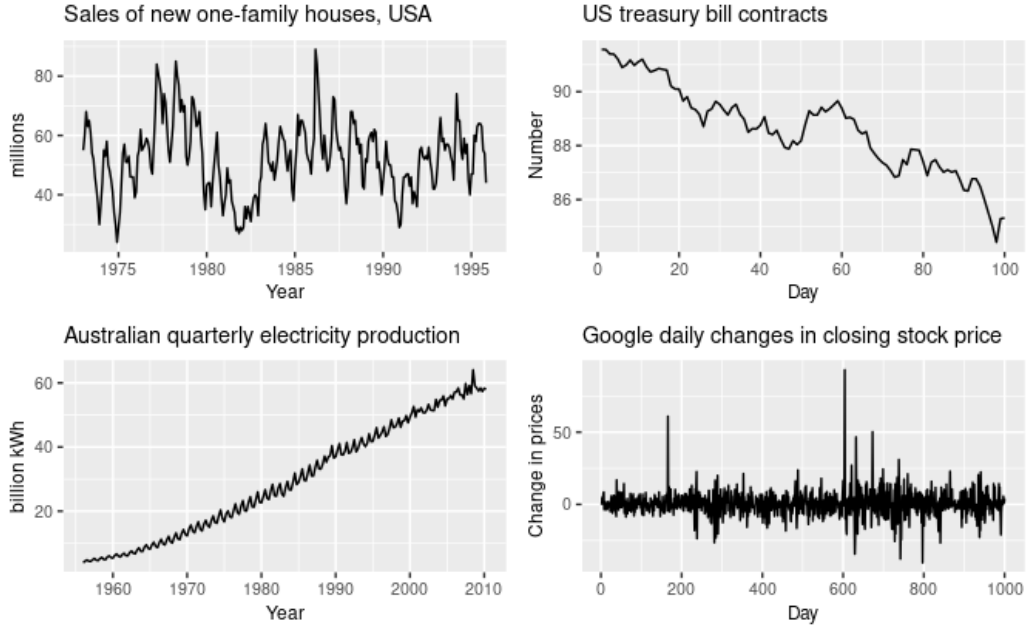 Sales of new one-family houses, USA
millions
80
60
40
1975 1980 1985 1990 1995
Year
US treasury bill contracts
Number
90
88
86
0 20 40 60 80 100
Day
Australian quarterly electricity production
billion kWh
60
40
20
1960 1970 1980 1990 2000 2010
Year
Google daily changes in closing stock price
Change in prices
50
0
0 200 400 600 800 1000
Day